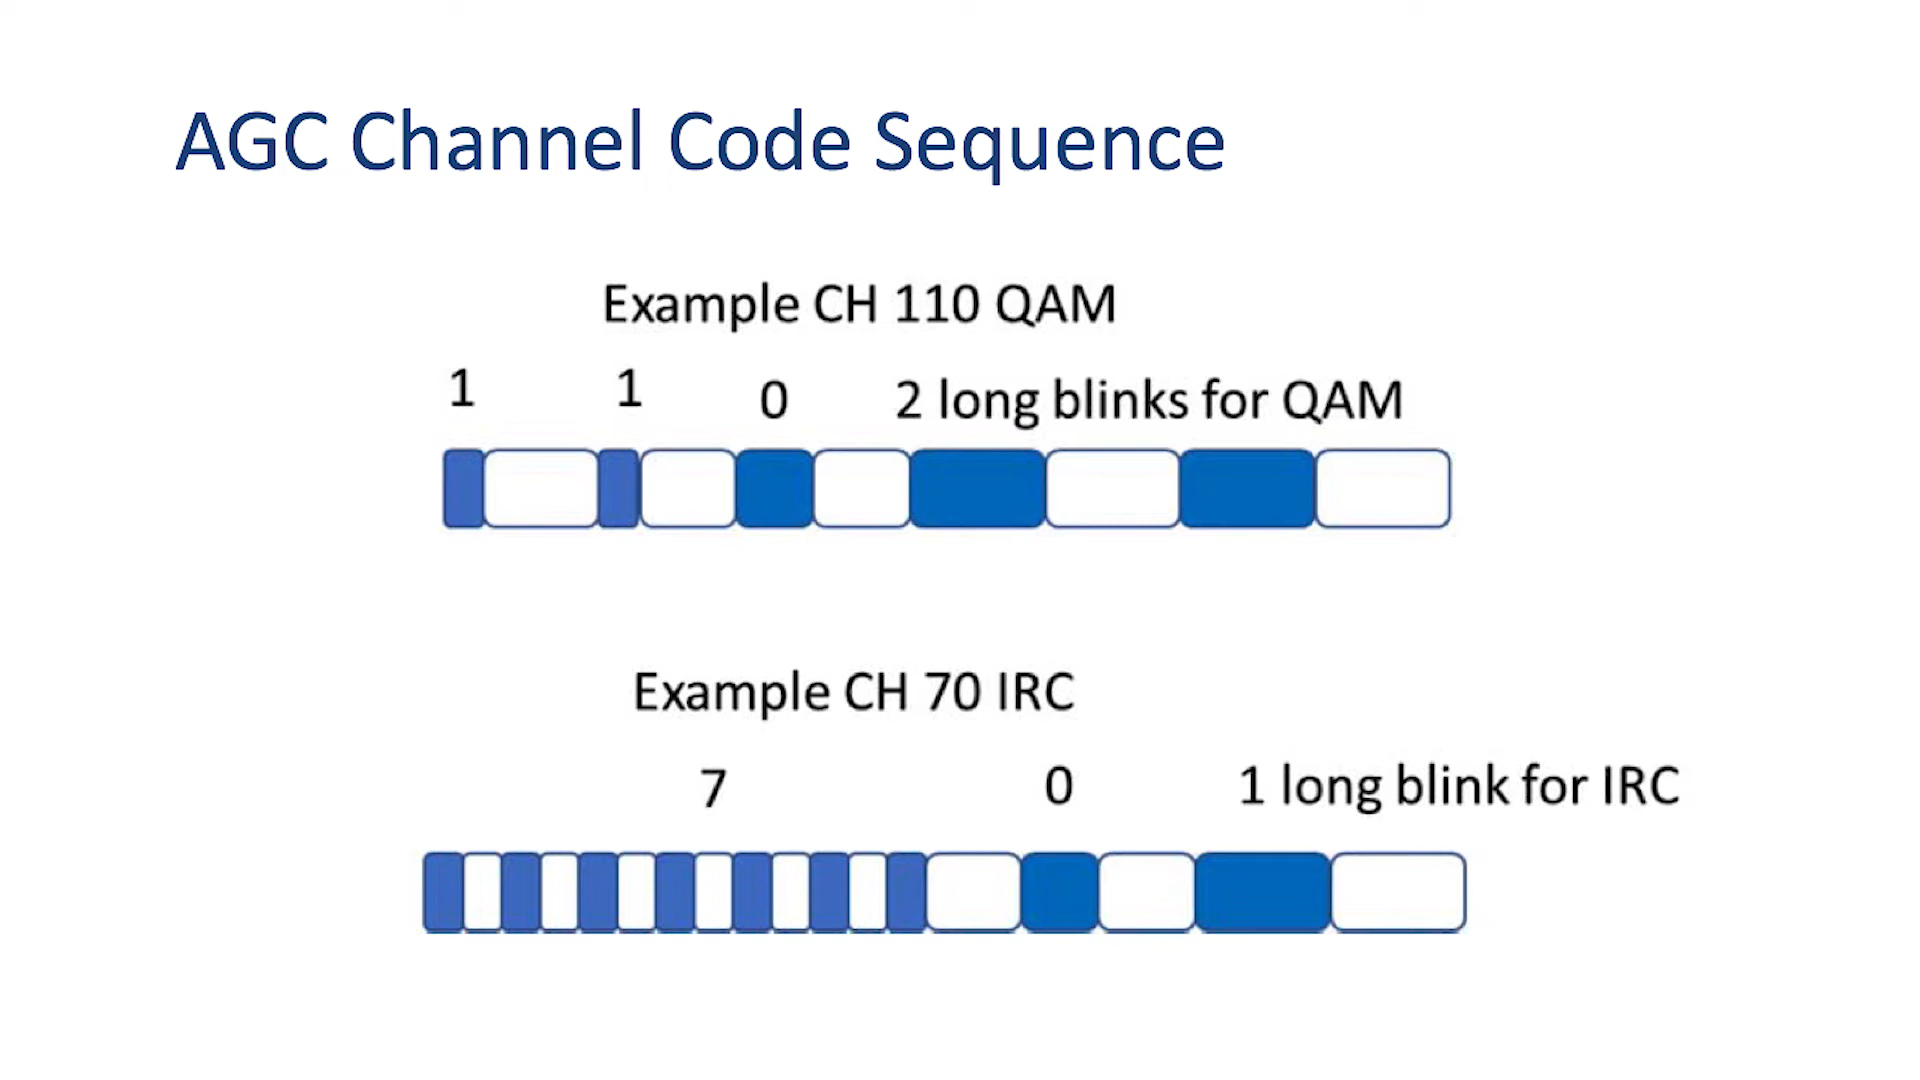 AGC Channel Code Sequence
Example CH 110 QAM
1 1 0 2 long blinks for QAM
Example CH 70 IRC
7 0 1 long blink for IRC